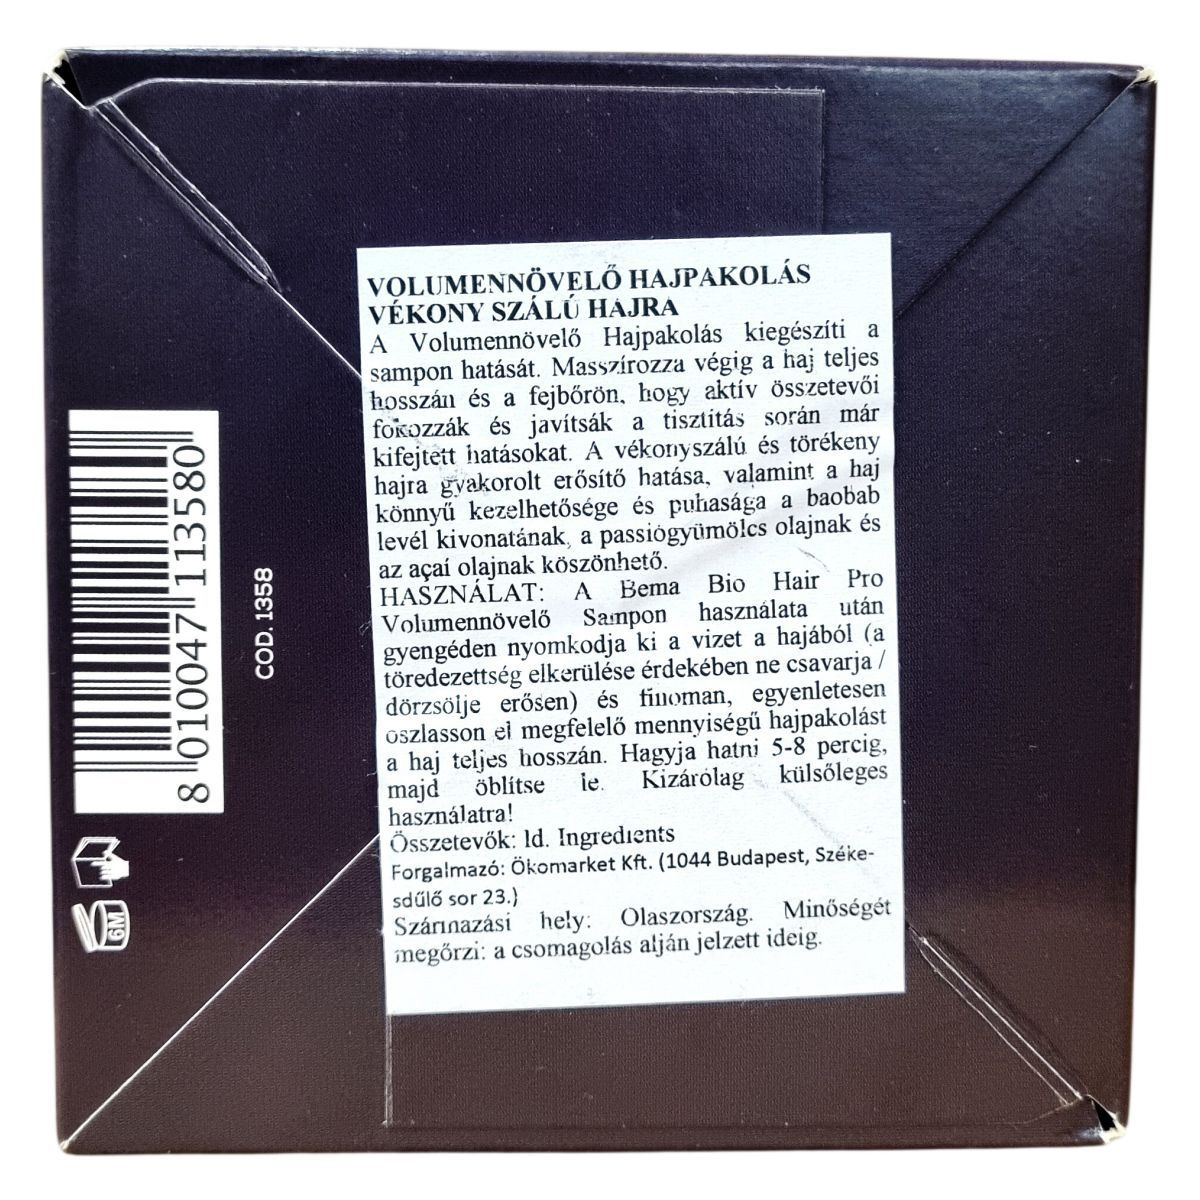 VOLUMENNÖVELŐ HAJPAKOLÁS
VÉKONY SZÁLÚ HAJRA
A Volumennövelő Hajpakolás kiegészíti a
sampon hatását. Masszírozza végig a haj teljes
hosszán és a fejbőrön, hogy aktív összetevői
fokozzák és javítsák a tisztítás során már
kifejtett hatásokat. A vékonyszálú és törékeny
hajra gyakorolt erősítő hatása, valamint a haj
könnyű kezelhetősége és puhasága a baobab
levél kivonatának, a passiógyümölcs olajnak és
az açaí olajnak köszönhető.
HASZNÁLAT: A Bema Bio Hair Pro
Volumennövelő Sampon használata után
gyengéden nyomkodja ki a vizet a hajából (a
töredezettség elkerülése érdekében ne csavarja /
dörzsölje erősen) és finoman, egyenletesen
oszlasson el megfelelő mennyiségű hajpakolást
a haj teljes hosszán. Hagyja hatni 5-8 percig,
majd öblítse le. Kizárólag külsőleges
használatra!
Összetevők: ld. Ingredients
Forgalmazó: Ökomarket Kft. (1044 Budapest, Széke-
sdűlő sor 23.)
Származási hely: Olaszország. Minőségét
megőrzi: a csomagolás alján jelzett ideig.
8 010047 113580
COD. 1358
6M